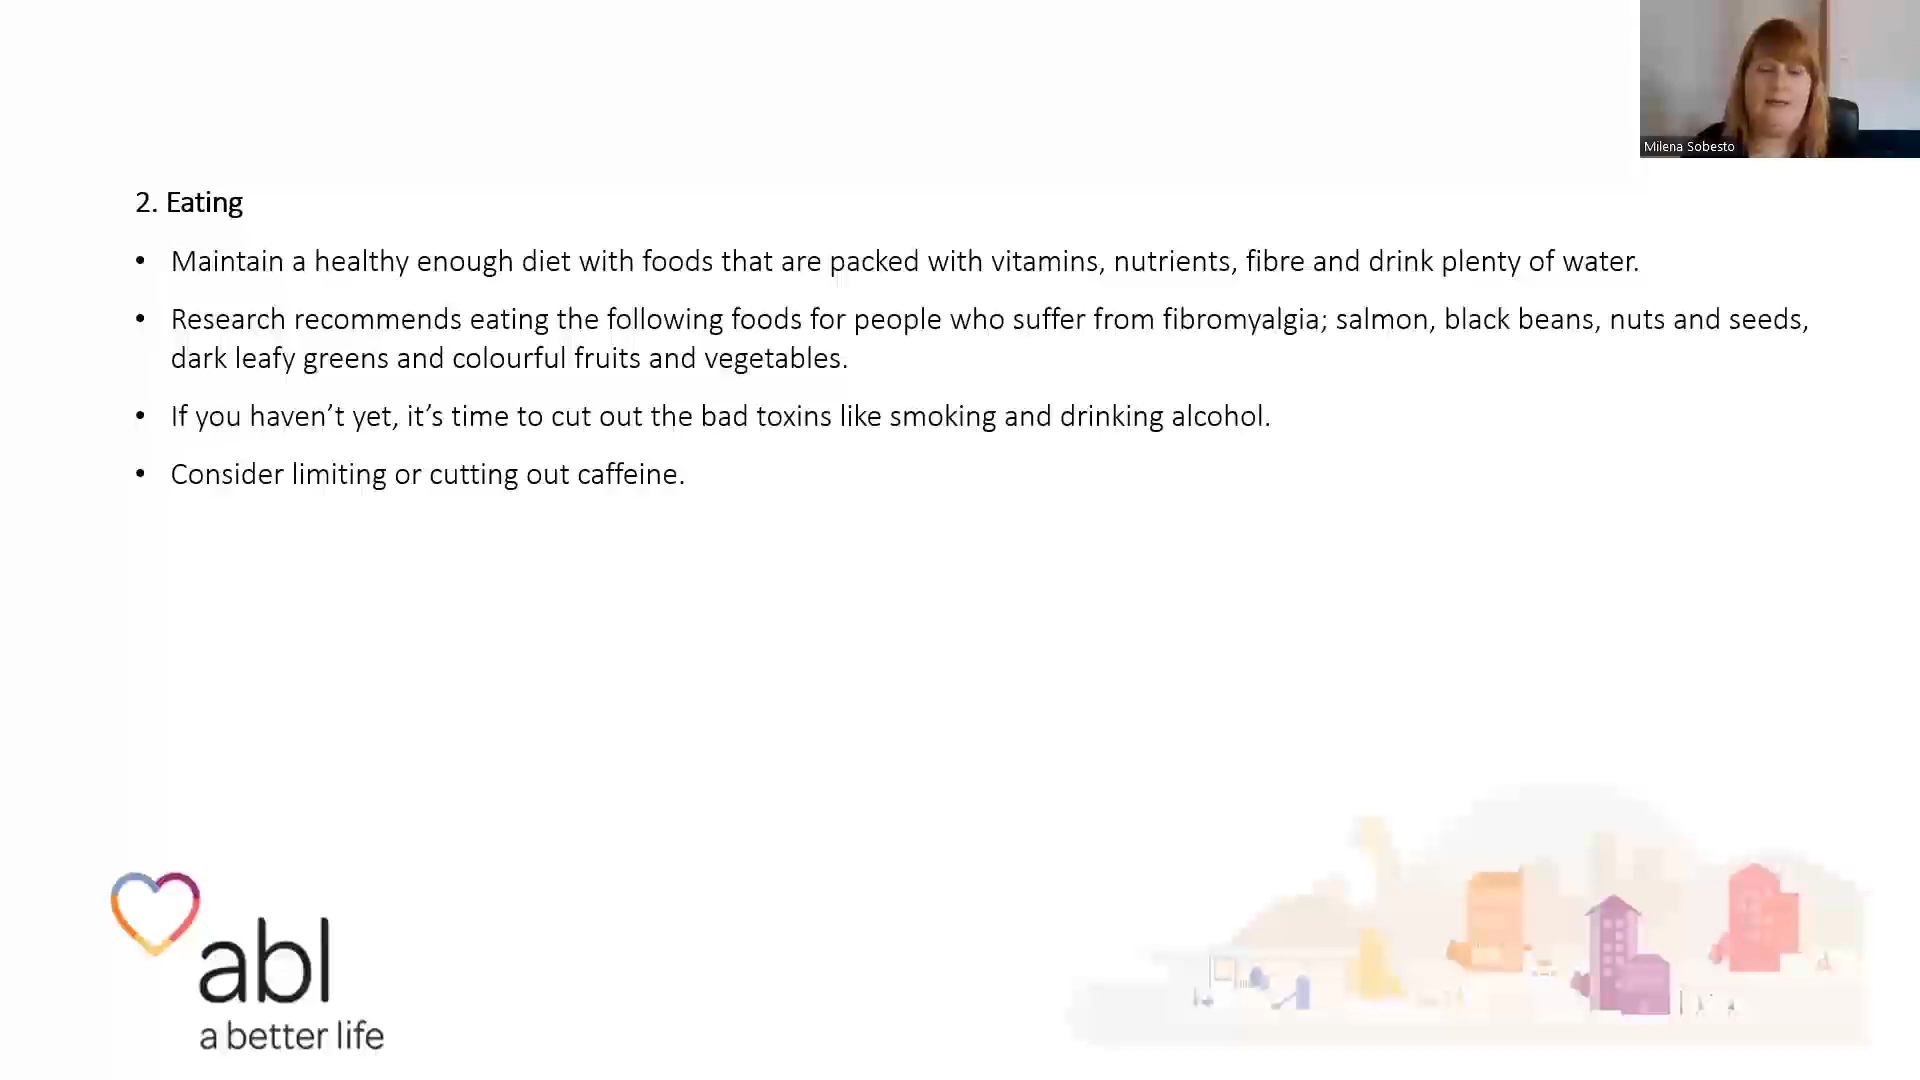 Milena Sobesto
2. Eating
• Maintain a healthy enough diet with foods that are packed with vitamins, nutrients, fibre and drink plenty of water.
• Research recommends eating the following foods for people who suffer from fibromyalgia; salmon, black beans, nuts and seeds,
dark leafy greens and colourful fruits and vegetables.
• If you haven’t yet, it’s time to cut out the bad toxins like smoking and drinking alcohol.
• Consider limiting or cutting out caffeine.
abl
a better life